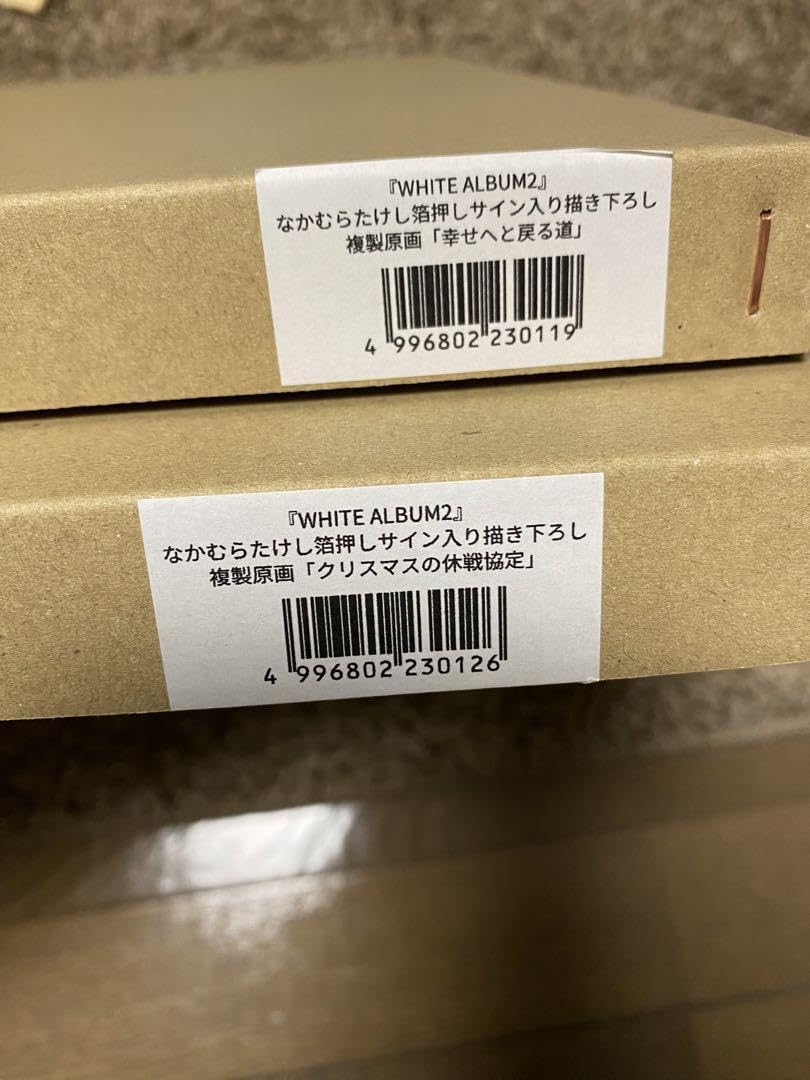 『WHITE ALBUM2』
なかむらたけし箔押しサイン入り描き下ろし
複製原画「幸せへと戻る道」
4 996802 230119
『WHITE ALBUM2』
なかむらたけし箔押しサイン入り描き下ろし
複製原画「クリスマスの休戦協定」
4 996802 230126